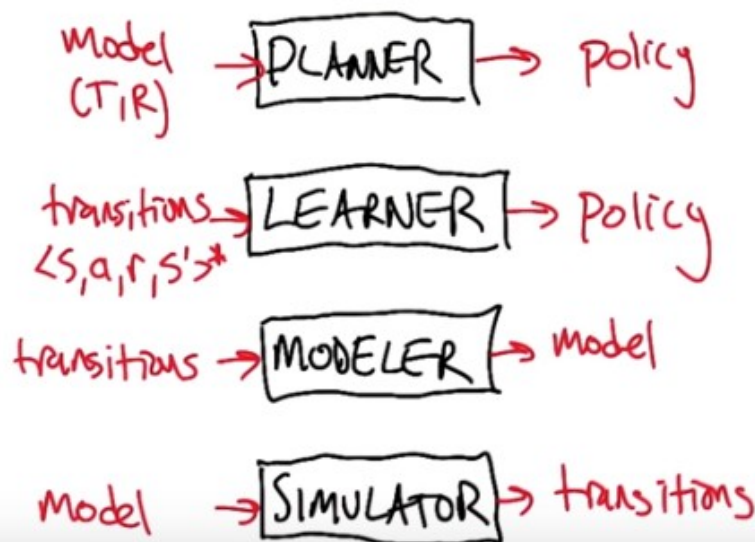 model → PLANNER → policy
(T,R)
transitions → LEARNER → policy
<s,a,r,s'>*
transitions → MODELER → model
model → SIMULATOR → transitions